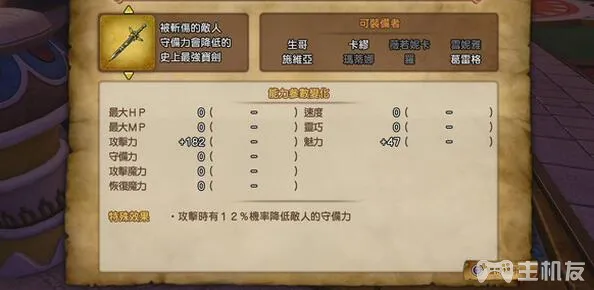 被斬傷的敵人
守備力會降低的
史上最強寶劍
可裝備者
生哥 卡繆 薇若妮卡 雪妮雅
施維亞 瑪蒂娜 羅 葛雷格
能力參數變化
最大ＨＰ 0 ( - ) 速度 0 ( - )
最大ＭＰ 0 ( - ) 靈巧 0 ( - )
攻擊力 +182 ( - ) 魅力 +47 ( - )
守備力 0 ( - )
攻擊魔力 0 ( - )
恢復魔力 0 ( - )
特殊效果 ・攻擊時有１２％機率降低敵人的守備力
主机友